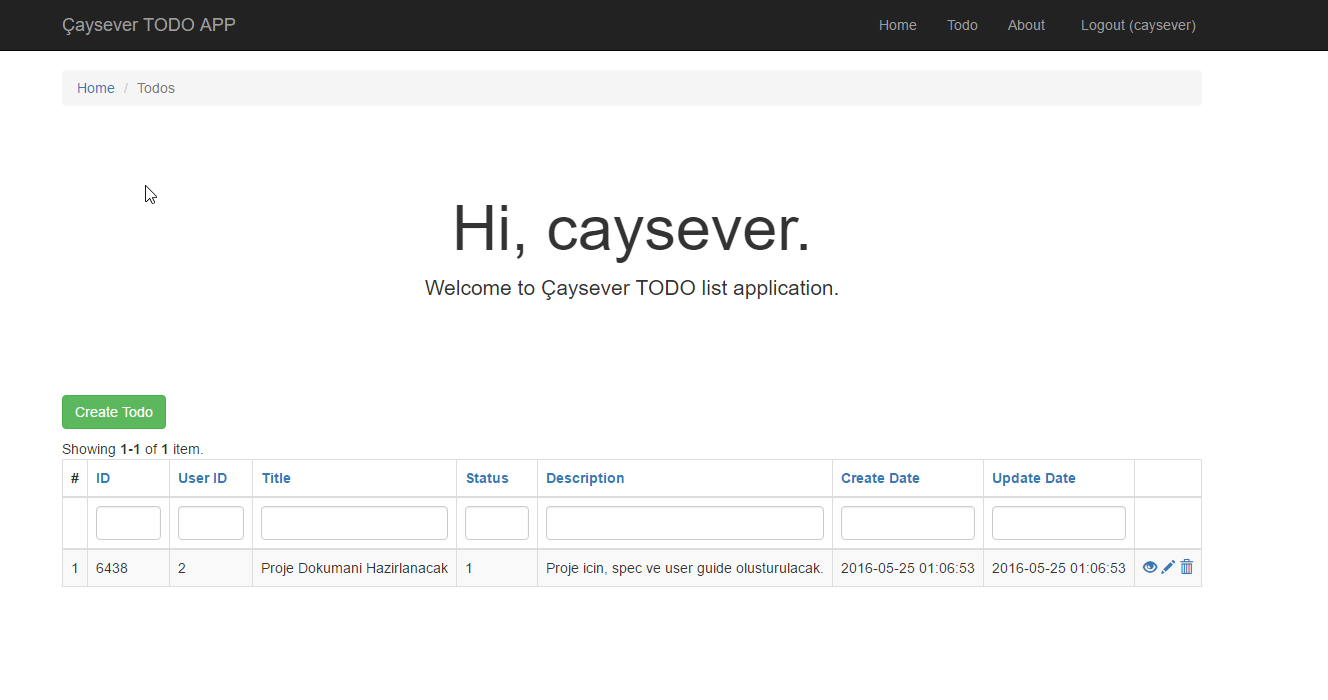 Çaysever TODO APP Home Todo About Logout (caysever)
Home / Todos
Hi, caysever.
Welcome to Çaysever TODO list application.
Create Todo
Showing 1-1 of 1 item.
# ID User ID Title Status Description Create Date Update Date
1 6438 2 Proje Dokumani Hazirlanacak 1 Proje icin, spec ve user guide olusturulacak. 2016-05-25 01:06:53 2016-05-25 01:06:53